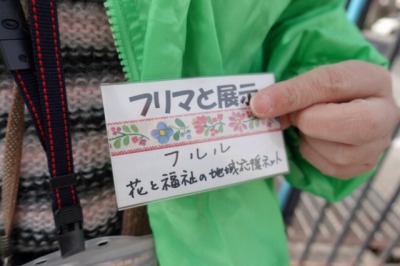 フリマと展示
フルル
花と福祉の地域応援ネット